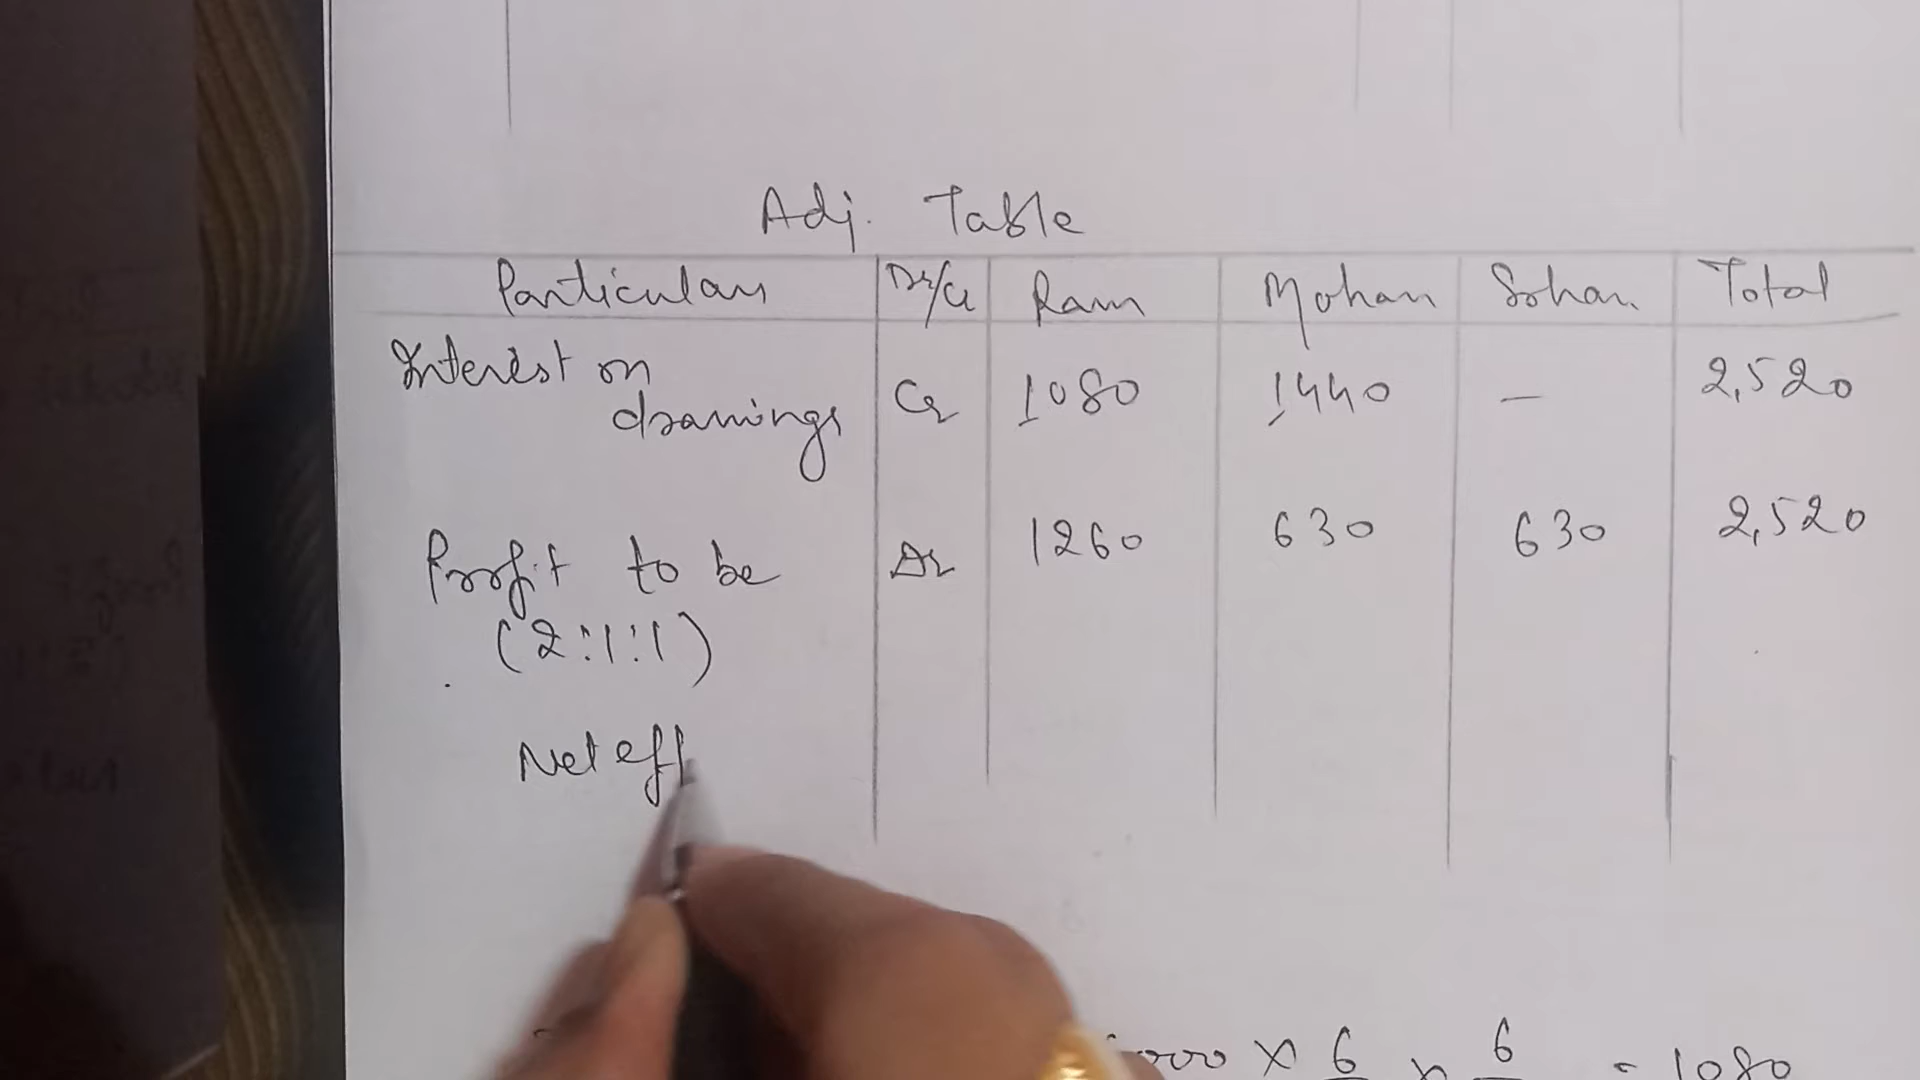 Adj. Table
Particulars Dr/Cr Ram Mohan Sohan Total
Interest on
drawings Cr 1080 1440 — 2,520
Profit to be Dr 1260 630 630 2,520
(2:1:1)
Net eff
000 × 6 × 6 = 1080